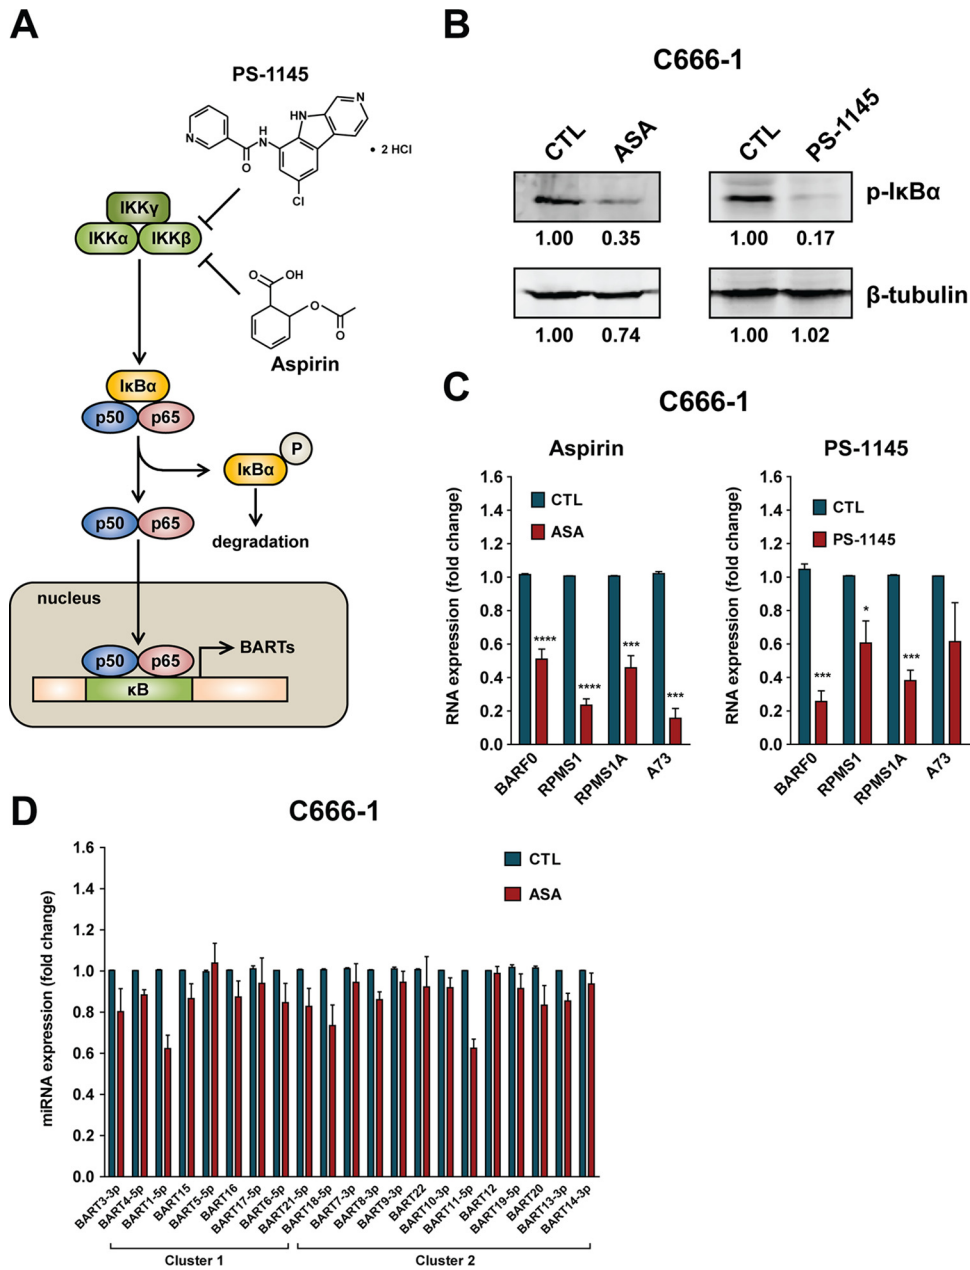 A
PS-1145
N
HN
N
H
N
O
Cl
• 2 HCl
IKKγ
IKKα
IKKβ
O
OH
O
O
Aspirin
IκBα
p50
p65
IκBα
P
p50
p65
degradation
nucleus
p50
p65
BARTs
κB
B
C666-1
CTL
ASA
CTL
PS-1145
p-IκBα
1.00
0.35
1.00
0.17
β-tubulin
1.00
0.74
1.00
1.02
C
C666-1
Aspirin
RNA expression (fold change)
1.6
1.4
1.2
1.0
0.8
0.6
0.4
0.2
0.0
CTL
ASA
****
****
***
***
BARF0
RPMS1
RPMS1A
A73
PS-1145
RNA expression (fold change)
1.6
1.4
1.2
1.0
0.8
0.6
0.4
0.2
0.0
CTL
PS-1145
***
*
***
BARF0
RPMS1
RPMS1A
A73
D
C666-1
miRNA expression (fold change)
1.6
1.4
1.2
1.0
0.8
0.6
0.4
0.2
0.0
CTL
ASA
BART3-3p
BART4-5p
BART1-5p
BART15
BART5-5p
BART16
BART17-5p
BART6-5p
BART21-5p
BART18-5p
BART7-3p
BART8-3p
BART9-3p
BART22
BART10-3p
BART11-5p
BART12
BART19-5p
BART20
BART13-3p
BART14-3p
Cluster 1
Cluster 2